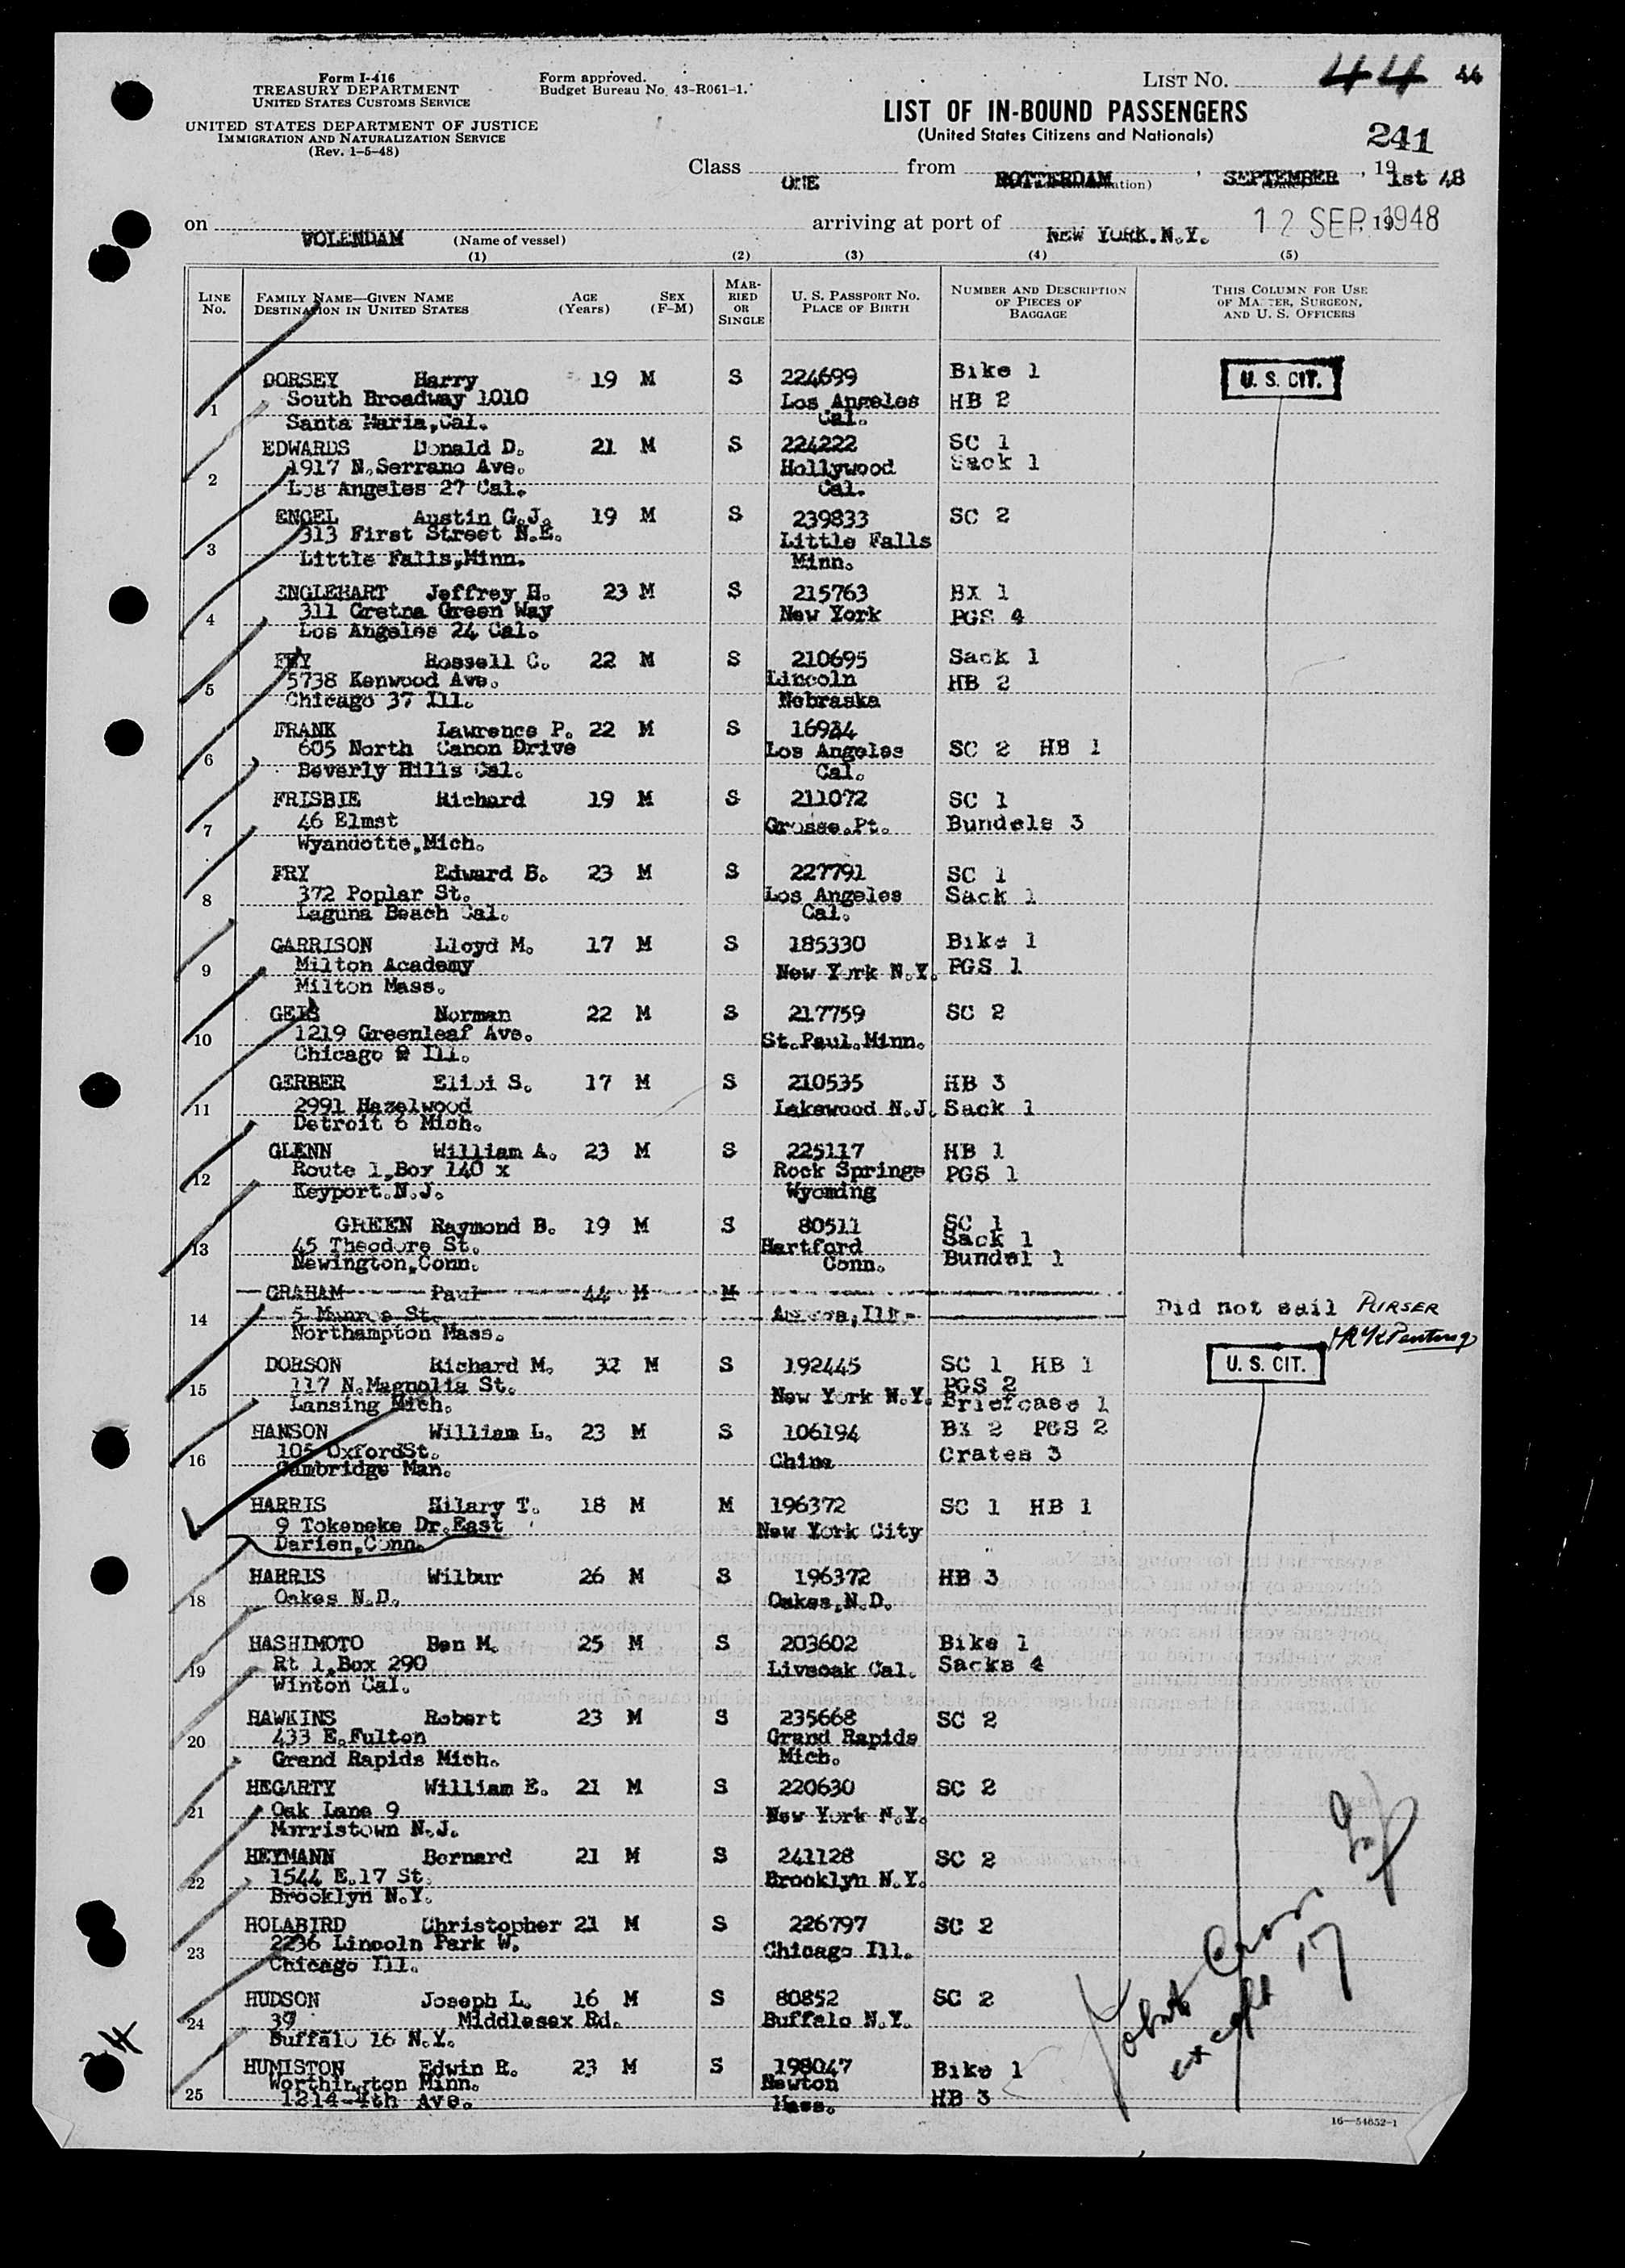 Form I-416
TREASURY DEPARTMENT
UNITED STATES CUSTOMS SERVICE
UNITED STATES DEPARTMENT OF JUSTICE
IMMIGRATION AND NATURALIZATION SERVICE
(Rev. 1-5-48)
Form approved.
Budget Bureau No. 43-R061-1.
LIST NO. 44 44
LIST OF IN-BOUND PASSENGERS
(United States Citizens and Nationals)
241
Class ONE from ROTTERDAM, SEPTEMBER, 19 1st 48
on VOLENDAM arriving at port of NEW YORK.N.Y. 12 SEP. 1948
(Name of vessel)
(1) (2) (3) (4) (5)
LINE No. FAMILY NAME—GIVEN NAME DESTINATION IN UNITED STATES AGE (Years) SEX (F-M) MARRIED OR SINGLE U. S. PASSPORT NO. PLACE OF BIRTH NUMBER AND DESCRIPTION OF PIECES OF BAGGAGE THIS COLUMN FOR USE OF MASTER, SURGEON, AND U. S. OFFICERS
DORSEY Harry 19 M S 224699 Bike 1 U. S. CIT.
1 South Broadway 1010 Los Angeles HB 2
Santa Maria,Cal. Cal.
EDWARDS Donald D. 21 M S 224222 SC 1
2 1917 N.Serrano Ave. Hollywood Sack 1
Los Angeles 27 Cal. Cal.
ENGEL Austin G.J. 19 M S 239833 SC 2
3 313 First Street N.E. Little Falls
Little Falls,Minn. Minn.
ENGLEHART Jeffrey H. 23 M S 215763 BX 1
4 311 Gretna Green Way New York PGS 4
Los Angeles 24 Cal.
Rossell C. 22 M S 210695 Sack 1
5 5738 Kenwood Ave. Lincoln HB 2
Chicago 37 Ill. Nebraska
FRANK Lawrence P. 22 M S
6 605 North Canon Drive Los Angeles SC 2 HB 1
Beverly Hills Cal. Cal.
FRISBIE Richard 19 M S 211072 SC 1
7 46 Elmst Grosse.Pt. Bundels 3
Wyandotte,Mich.
FRY Edward B. 23 M S 227791 SC 1
8 372 Poplar St. Los Angeles Sack 1
Laguna Beach Cal. Cal.
GARRISON Lloyd M. 17 M S 185330 Bike 1
9 Milton Academy New York N.Y. PGS 1
Milton Mass.
GEIS Norman 22 M S 217759 SC 2
10 1219 Greenleaf Ave. St.Paul.Minn.
Chicago Ill.
GERBER S. 17 M S 210535 HB 3
11 2991 Hazelwood Lakewood N.J. Sack 1
Detroit 6 Mich.
GLENN William A. 23 M S 225117 HB 1
12 Route 1,Box 140 x Rock Springs PGS 1
Keyport.N.J. Wyoming
GREEN Raymond B. 19 M S 80511 SC 1
13 45 Theodore St. Hartford Sack 1
Newington,Conn. Conn. Bundel 1
GRAHAM Paul 44 M M
14 5 Munroe St. Did not sail PURSER
Northampton Mass.
DOBSON Richard M. 32 M S 192445 SC 1 HB 1 U. S. CIT.
15 117 N.Magnolia St. New York N.Y. PGS 2
Lansing Mich. Briefcase 1
HANSON William L. 23 M S 106194 BX 2 PGS 2
16 105 OxfordSt. China Crates 3
Cambridge Man.
HARRIS Hilary T. 18 M M 196372 SC 1 HB 1
9 Tokeneke Dr.East New York City
Darien,Conn.
HARRIS Wilbur 26 M S 196372 HB 3
18 Oakes N.D. Oakes,N.D.
HASHIMOTO Ben M. 25 M S 203602 Bike 1
19 Rt 1,Box 290 Liveoak Cal. Sacks 4
Winton Cal.
HAWKINS Robert 23 M S 235668 SC 2
20 433 E.Fulton Grand Rapids
Grand Rapids Mich. Mich.
HEGARTY William E. 21 M S 220630 SC 2
21 Oak Lane 9 New York N.Y.
Morristown N.J.
HEYMANN Bernard 21 M S 241128 SC 2
22 1544 E.17 St. Brooklyn N.Y.
Brooklyn N.Y.
HOLABIRD Christopher 21 M S 226797 SC 2
23 2236 Lincoln Park W. Chicago Ill.
Chicago Ill.
HUDSON Joseph L. 16 M S 80852 SC 2
24 39 Middlesex Rd. Buffalo N.Y.
Buffalo 16 N.Y.
HUMISTON Edwin R. 23 M S 198047 Bike 1
Worthington Minn. Newton
25 1214-4th Ave. Mass. HB 3
except 17
16—54652-1